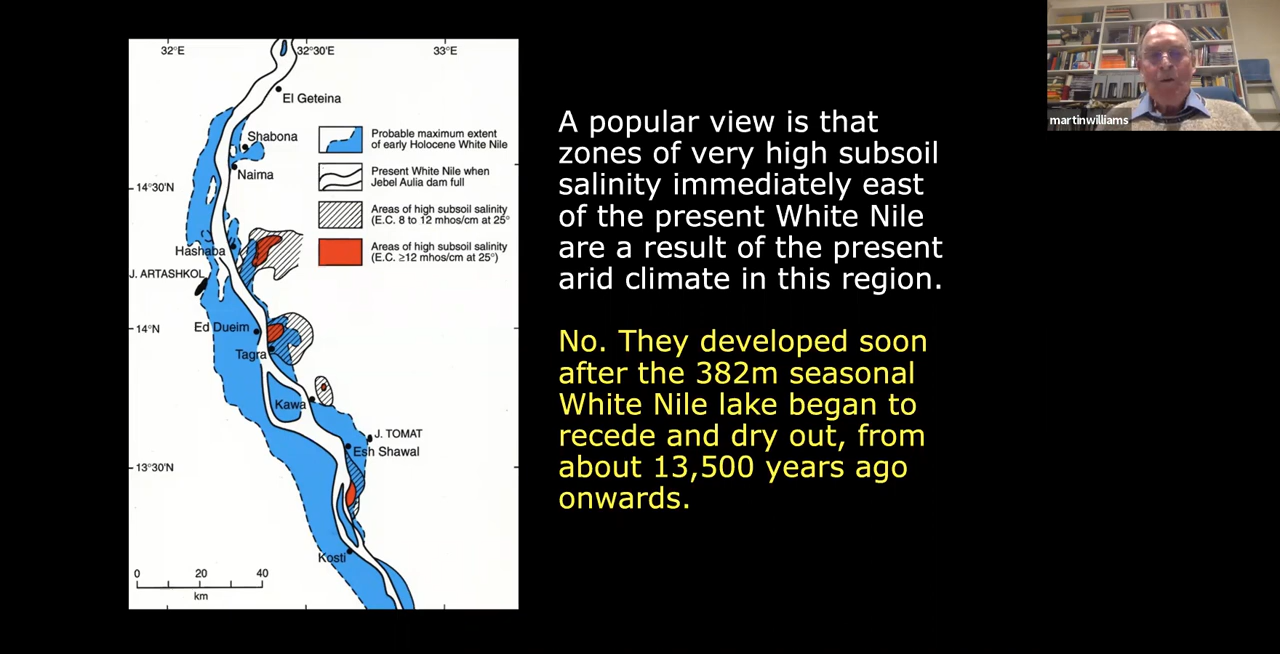 32°E
32°30'E
33°E
El Geteina
Shabona
Naima
14°30'N
Hashaba
J. ARTASHKOL
14°N
Ed Dueim
Tagra
Kawa
J. TOMAT
Esh Shawal
13°30'N
Kosti
0 20 40
km
Probable maximum extent
of early Holocene White Nile
Present White Nile when
Jebel Aulia dam full
Areas of high subsoil salinity
(E.C. 8 to 12 mhos/cm at 25°
Areas of high subsoil salinity
(E.C. ≥12 mhos/cm at 25°)
A popular view is that
zones of very high subsoil
salinity immediately east
of the present White Nile
are a result of the present
arid climate in this region.
No. They developed soon
after the 382m seasonal
White Nile lake began to
recede and dry out, from
about 13,500 years ago
onwards.
martinwilliams